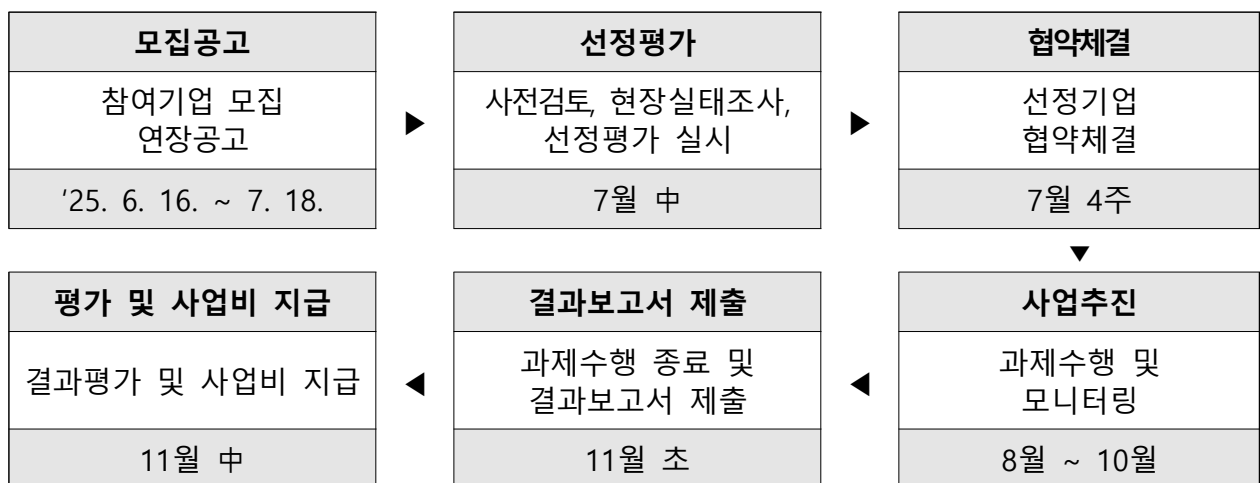 모집공고
참여기업 모집
연장공고
'25. 6. 16. ~ 7. 18.
▶
선정평가
사전검토, 현장실태조사,
선정평가 실시
7월 中
▶
협약체결
선정기업
협약체결
7월 4주
▼
사업추진
과제수행 및
모니터링
8월 ~ 10월
◀
결과보고서 제출
과제수행 종료 및
결과보고서 제출
11월 초
◀
평가 및 사업비 지급
결과평가 및 사업비 지급
11월 中